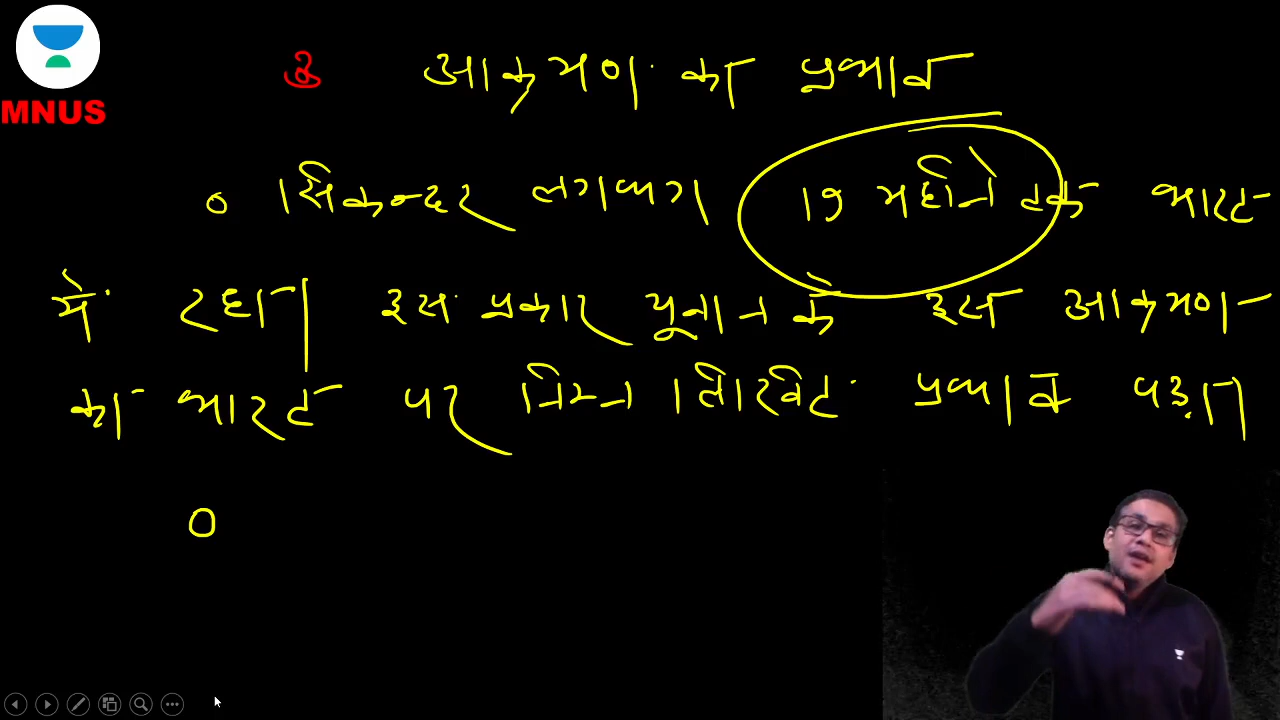 MNUS
आक्रमण का प्रभाव
० सिकन्दर लगभग 19 महीने तक भारत
में रहा। इस प्रकार यूनान के इस आक्रमण
का भारत पर निम्न लिखित प्रभाव पड़ा।
०